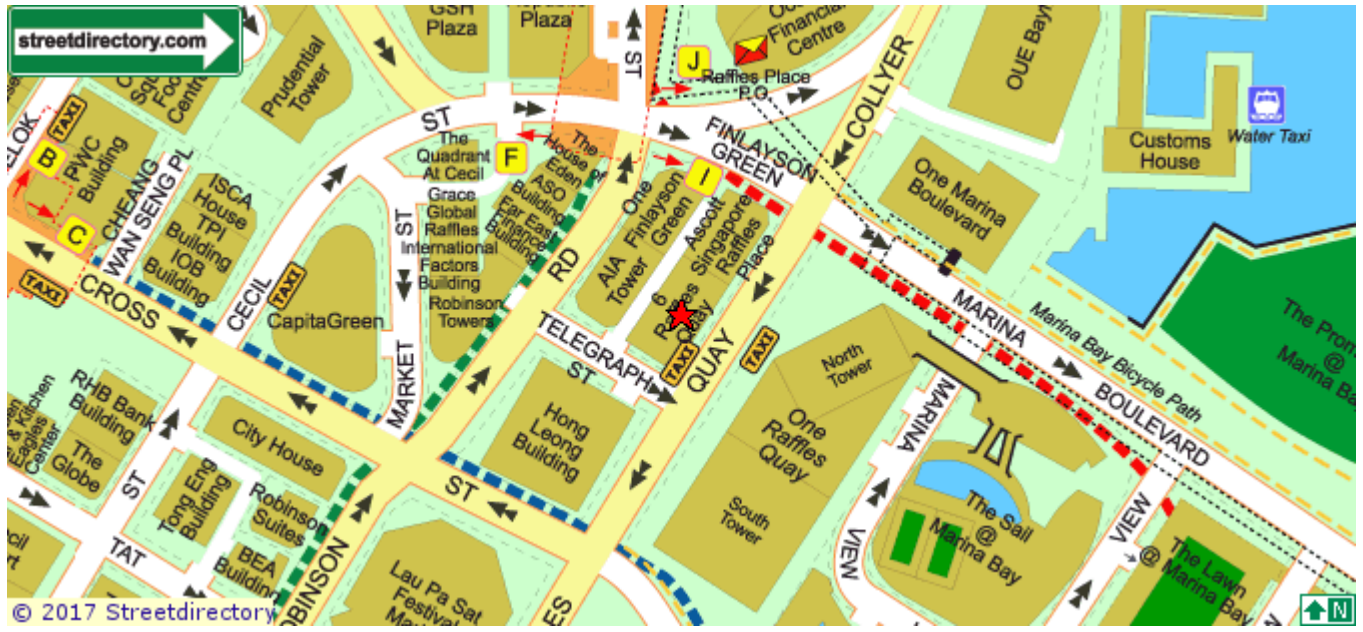 streetdirectory.com
GSH
Plaza
Plaza
Financial
Centre
OUE Bay
Prudential
Tower
ST
J
Raffles Place
P.O
COLLYER
TAXI
B
PWC
Building
C
CHEANG
WAN SENG PL
ISCA
House
TPI
Building
IOB
Building
ST
The
Quadrant
At Cecil
F
The
House of
Eden
ASO
Building
Far East
Finance
Building
Grace
Global
Raffles
International
Factors
Building
Robinson
Towers
FINLAYSON
GREEN
I
One
Finlayson
Green
AIA
Tower
Ascott
Singapore
Raffles
Place
6
Raffles
Quay
One Marina
Boulevard
Customs
House
Water Taxi
TAXI
CROSS
CECIL
TAXI
CapitaGreen
ST
MARKET
RD
TELEGRAPH
ST
TAXI
QUAY
TAXI
MARINA
BOULEVARD
Marina Bay Bicycle Path
The Prom
@
Marina Bay
North
Tower
One
Raffles
Quay
South
Tower
MARINA
VIEW
The Sail
@
Marina Bay
VIEW
The Lawn
@ Marina Bay
RHB Bank
Building
The
Globe
& Kitchen
Eagles
Center
City House
Hong
Leong
Building
ST
ST
TAT
Tong Eng
Building
Robinson
Suites
BEA
Building
OBINSON
Lau Pa Sat
Festival
ES
N
© 2017 Streetdirectory